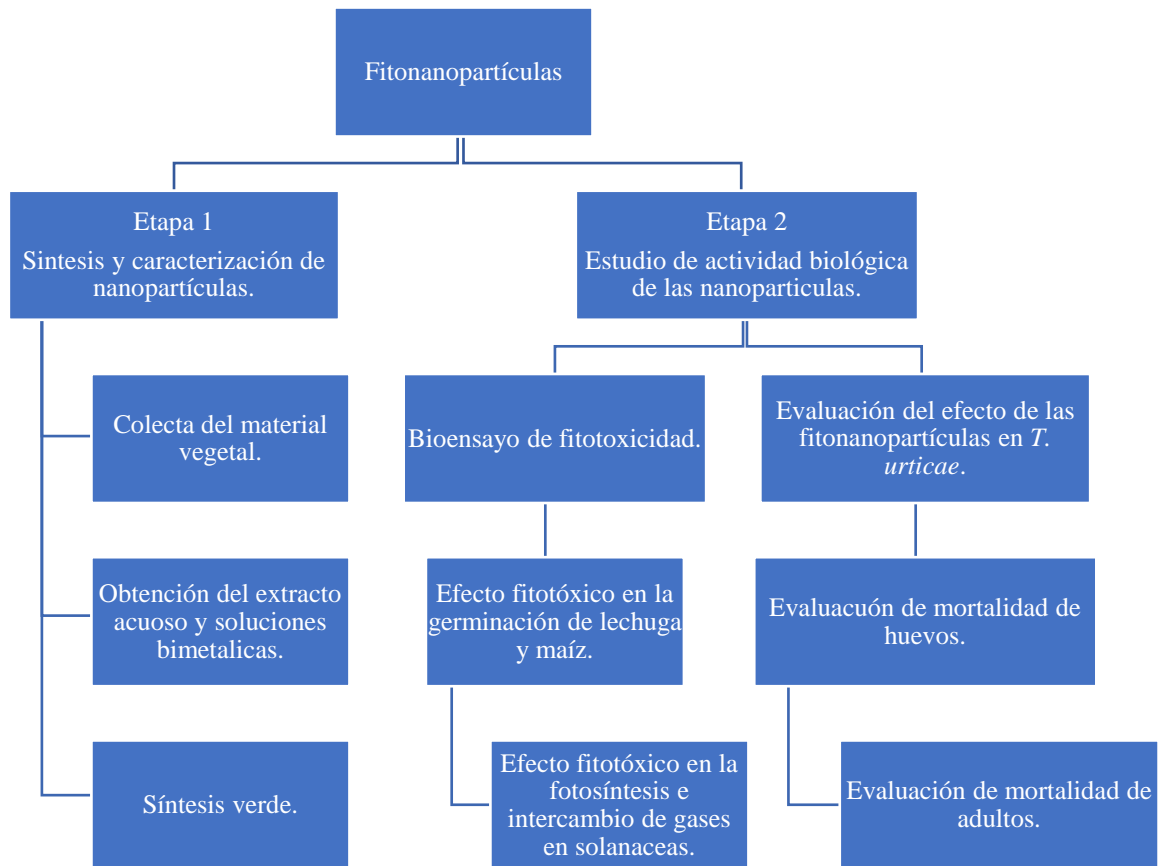 Fitonanopartículas
Etapa 1
Sintesis y caracterización de
nanopartículas.
Etapa 2
Estudio de actividad biológica
de las nanoparticulas.
Colecta del material
vegetal.
Bioensayo de fitotoxicidad.
Evaluación del efecto de las
fitonanopartículas en T.
urticae.
Obtención del extracto
acuoso y soluciones
bimetalicas.
Efecto fitotóxico en la
germinación de lechuga
y maíz.
Evaluacuón de mortalidad de
huevos.
Síntesis verde.
Efecto fitotóxico en la
fotosíntesis e
intercambio de gases
en solanaceas.
Evaluación de mortalidad de
adultos.